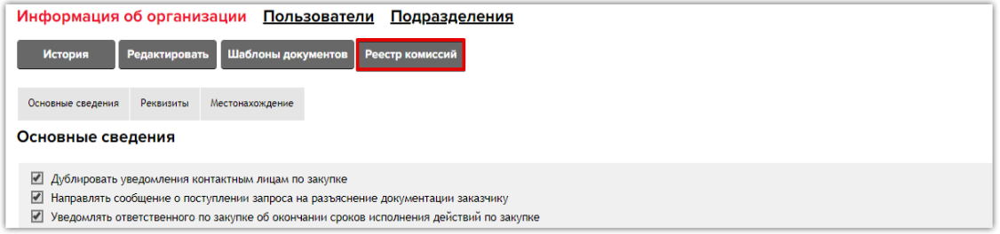 Информация об организации Пользователи Подразделения
История Редактировать Шаблоны документов Реестр комиссий
Основные сведения Реквизиты Местонахождение
Основные сведения
Дублировать уведомления контактным лицам по закупке
Направлять сообщение о поступлении запроса на разъяснение документации заказчику
Уведомлять ответственного по закупке об окончании сроков исполнения действий по закупке